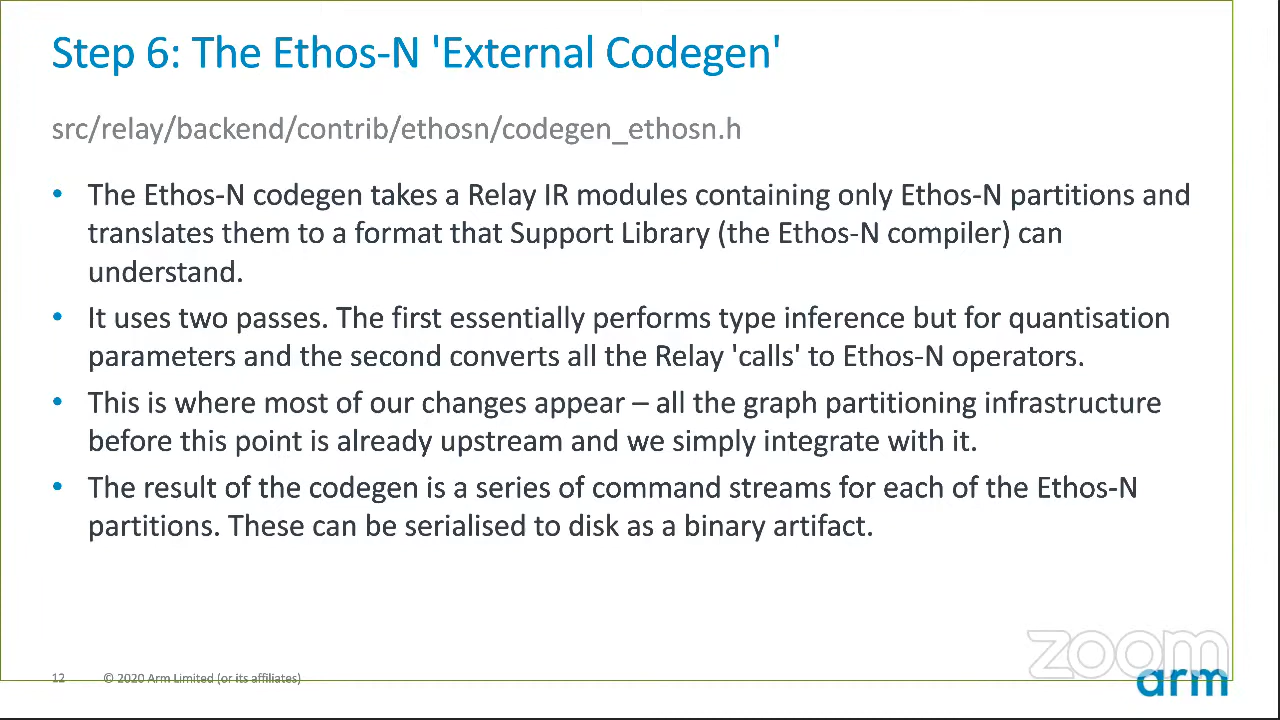 Step 6: The Ethos-N 'External Codegen'
src/relay/backend/contrib/ethosn/codegen_ethosn.h
• The Ethos-N codegen takes a Relay IR modules containing only Ethos-N partitions and
translates them to a format that Support Library (the Ethos-N compiler) can
understand.
• It uses two passes. The first essentially performs type inference but for quantisation
parameters and the second converts all the Relay 'calls' to Ethos-N operators.
• This is where most of our changes appear – all the graph partitioning infrastructure
before this point is already upstream and we simply integrate with it.
• The result of the codegen is a series of command streams for each of the Ethos-N
partitions. These can be serialised to disk as a binary artifact.
zoom
12 © 2020 Arm Limited (or its affiliates)
arm